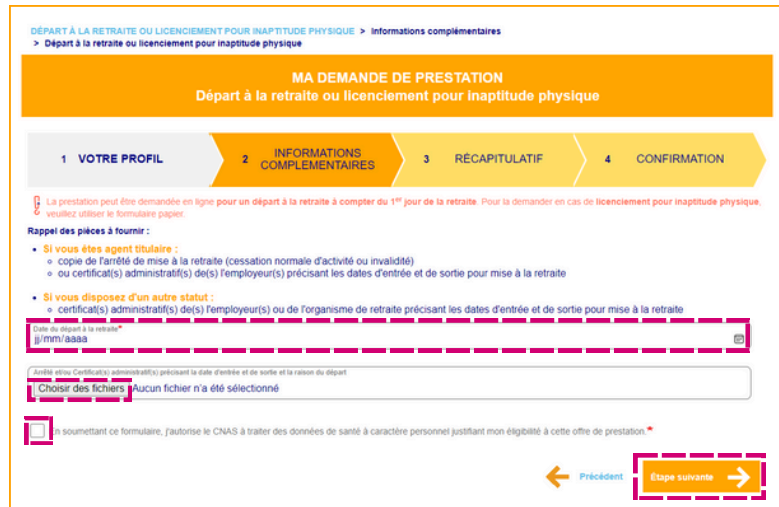 DÉPART À LA RETRAITE OU LICENCIEMENT POUR INAPTITUDE PHYSIQUE > Informations complémentaires
> Départ à la retraite ou licenciement pour inaptitude physique
MA DEMANDE DE PRESTATION
Départ à la retraite ou licenciement pour inaptitude physique
1 VOTRE PROFIL
2 INFORMATIONS COMPLEMENTAIRES
3 RÉCAPITULATIF
4 CONFIRMATION
La prestation peut être demandée en ligne pour un départ à la retraite à compter du 1er jour de la retraite. Pour la demander en cas de licenciement pour inaptitude physique,
veuillez utiliser le formulaire papier.
Rappel des pièces à fournir :
• Si vous êtes agent titulaire :
◦ copie de l'arrêté de mise à la retraite (cessation normale d'activité ou invalidité)
◦ ou certificat(s) administratif(s) de(s) l'employeur(s) précisant les dates d'entrée et de sortie pour mise à la retraite
• Si vous disposez d'un autre statut :
◦ certificat(s) administratif(s) de(s) l'employeur(s) ou de l'organisme de retraite précisant les dates d'entrée et de sortie pour mise à la retraite
Date du départ à la retraite*
jj/mm/aaaa
Arrêté et/ou Certificat(s) administratif(s) précisant la date d'entrée et de sortie et la raison du départ
Choisir des fichiers Aucun fichier n'a été sélectionné
En soumettant ce formulaire, j'autorise le CNAS à traiter des données de santé à caractère personnel justifiant mon éligibilité à cette offre de prestation.*
Précédent
Étape suivante